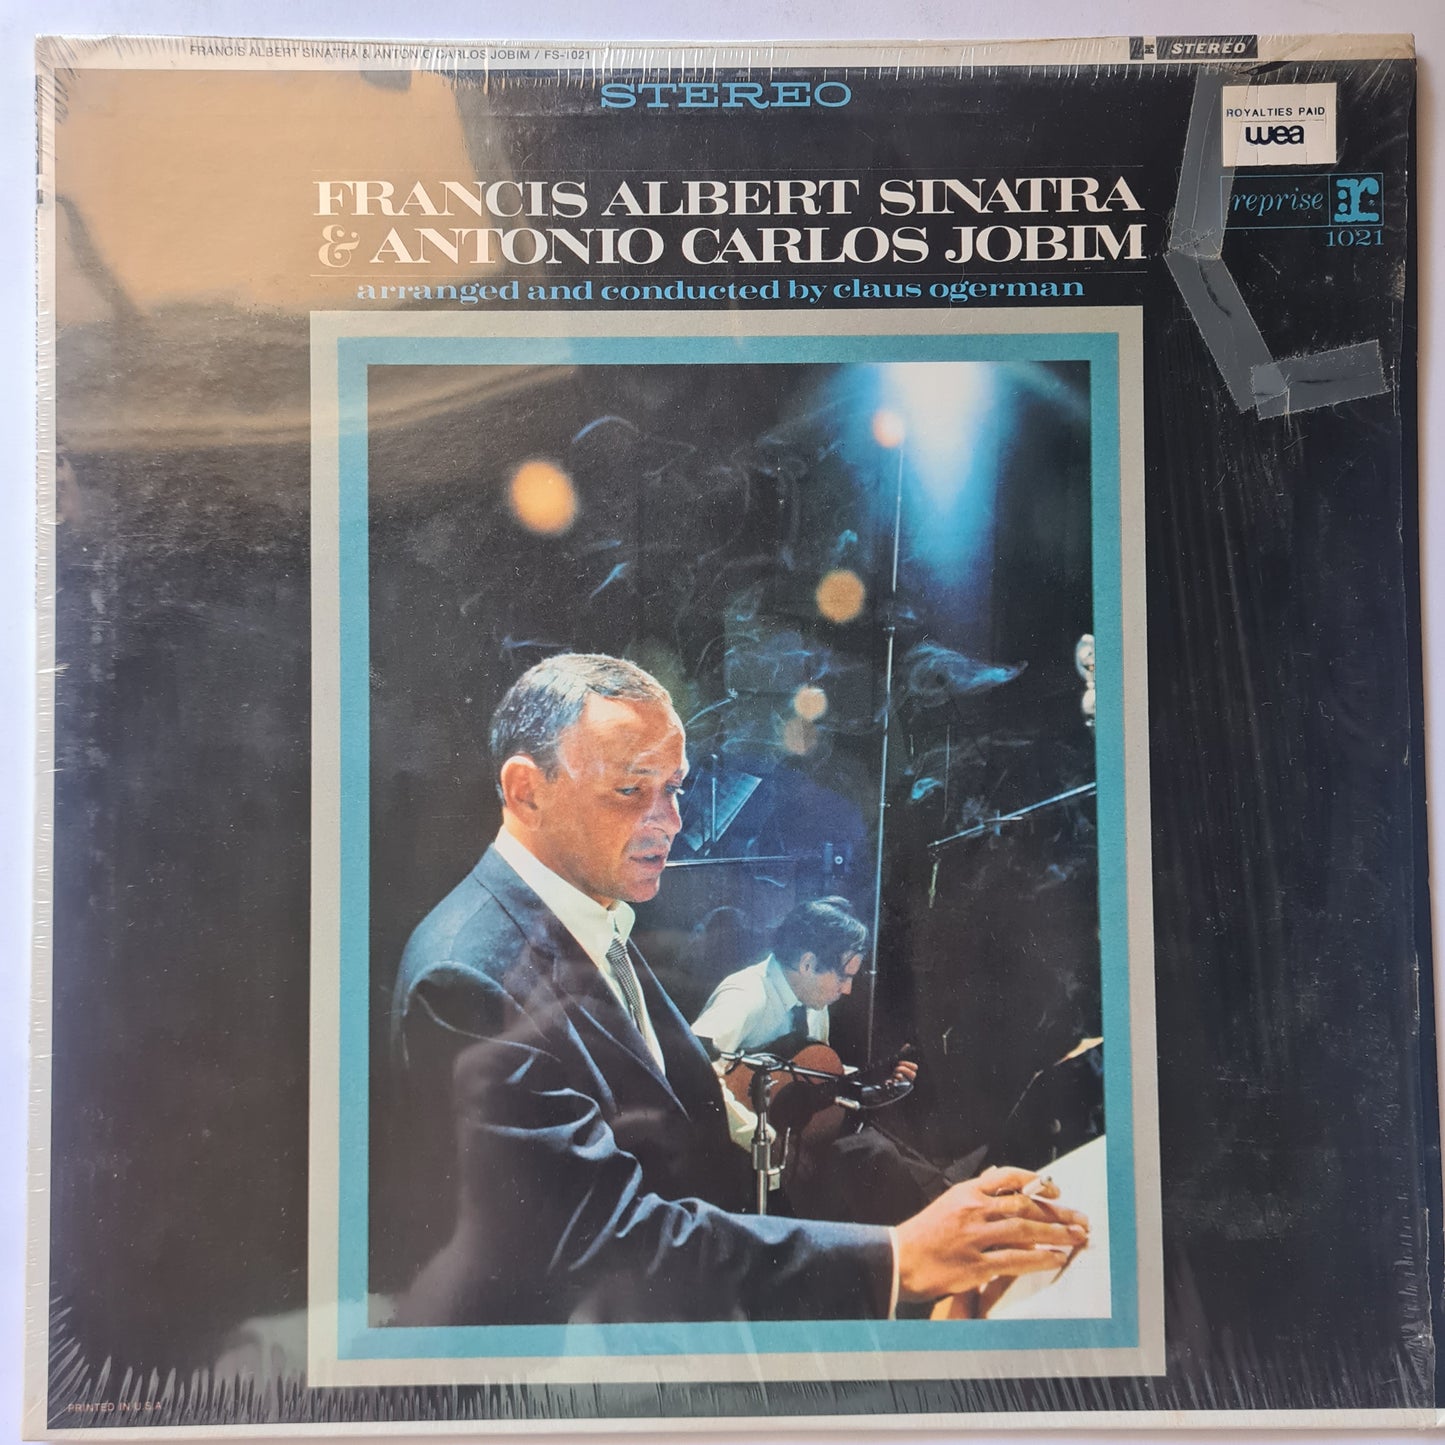 FRANCIS ALBERT SINATRA & ANTONIO CARLOS JOBIM / FS-1021
STEREO
STEREO
ROYALTIES PAID
wea
reprise r:
1021
FRANCIS ALBERT SINATRA
& ANTONIO CARLOS JOBIM
arranged and conducted by claus ogerman
PRINTED IN U.S.A.